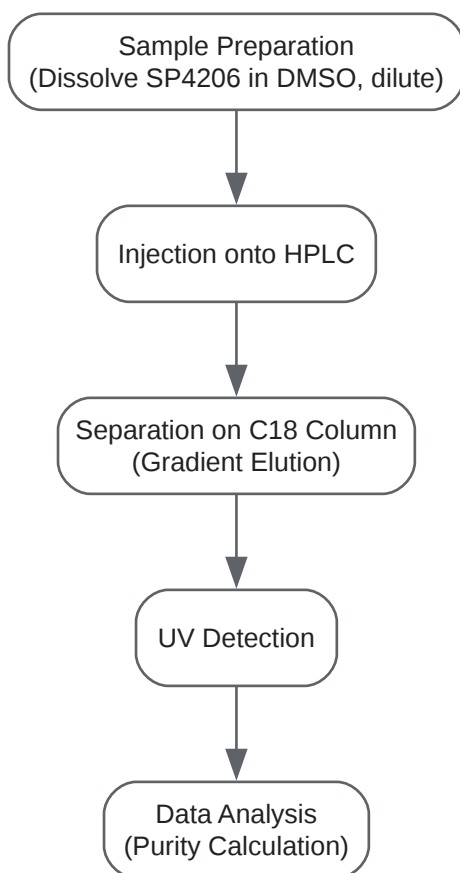 Sample Preparation
(Dissolve SP4206 in DMSO, dilute)
Injection onto HPLC
Separation on C18 Column
(Gradient Elution)
UV Detection
Data Analysis
(Purity Calculation)